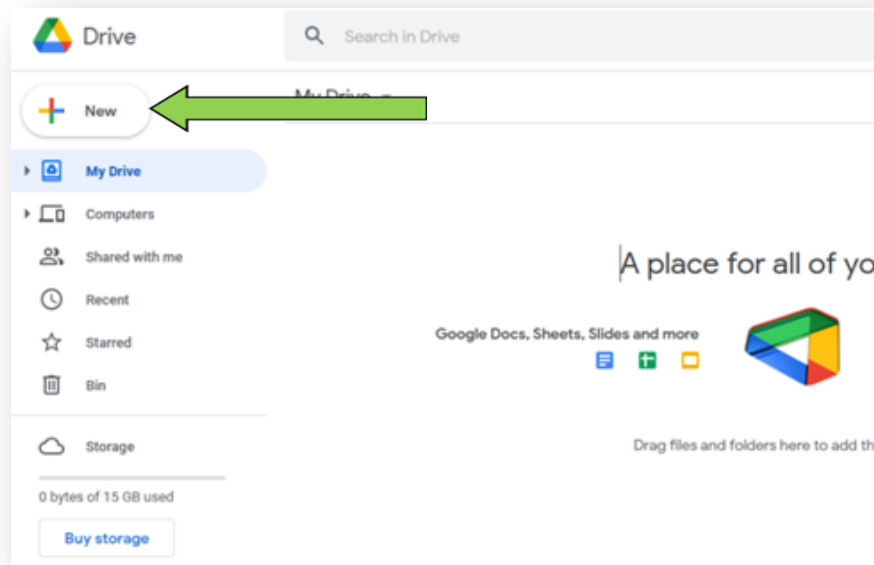 Drive
Search in Drive
New
My Drive
My Drive
Computers
Shared with me
Recent
Starred
Bin
Storage
0 bytes of 15 GB used
Buy storage
A place for all of yo
Google Docs, Sheets, Slides and more
Drag files and folders here to add th